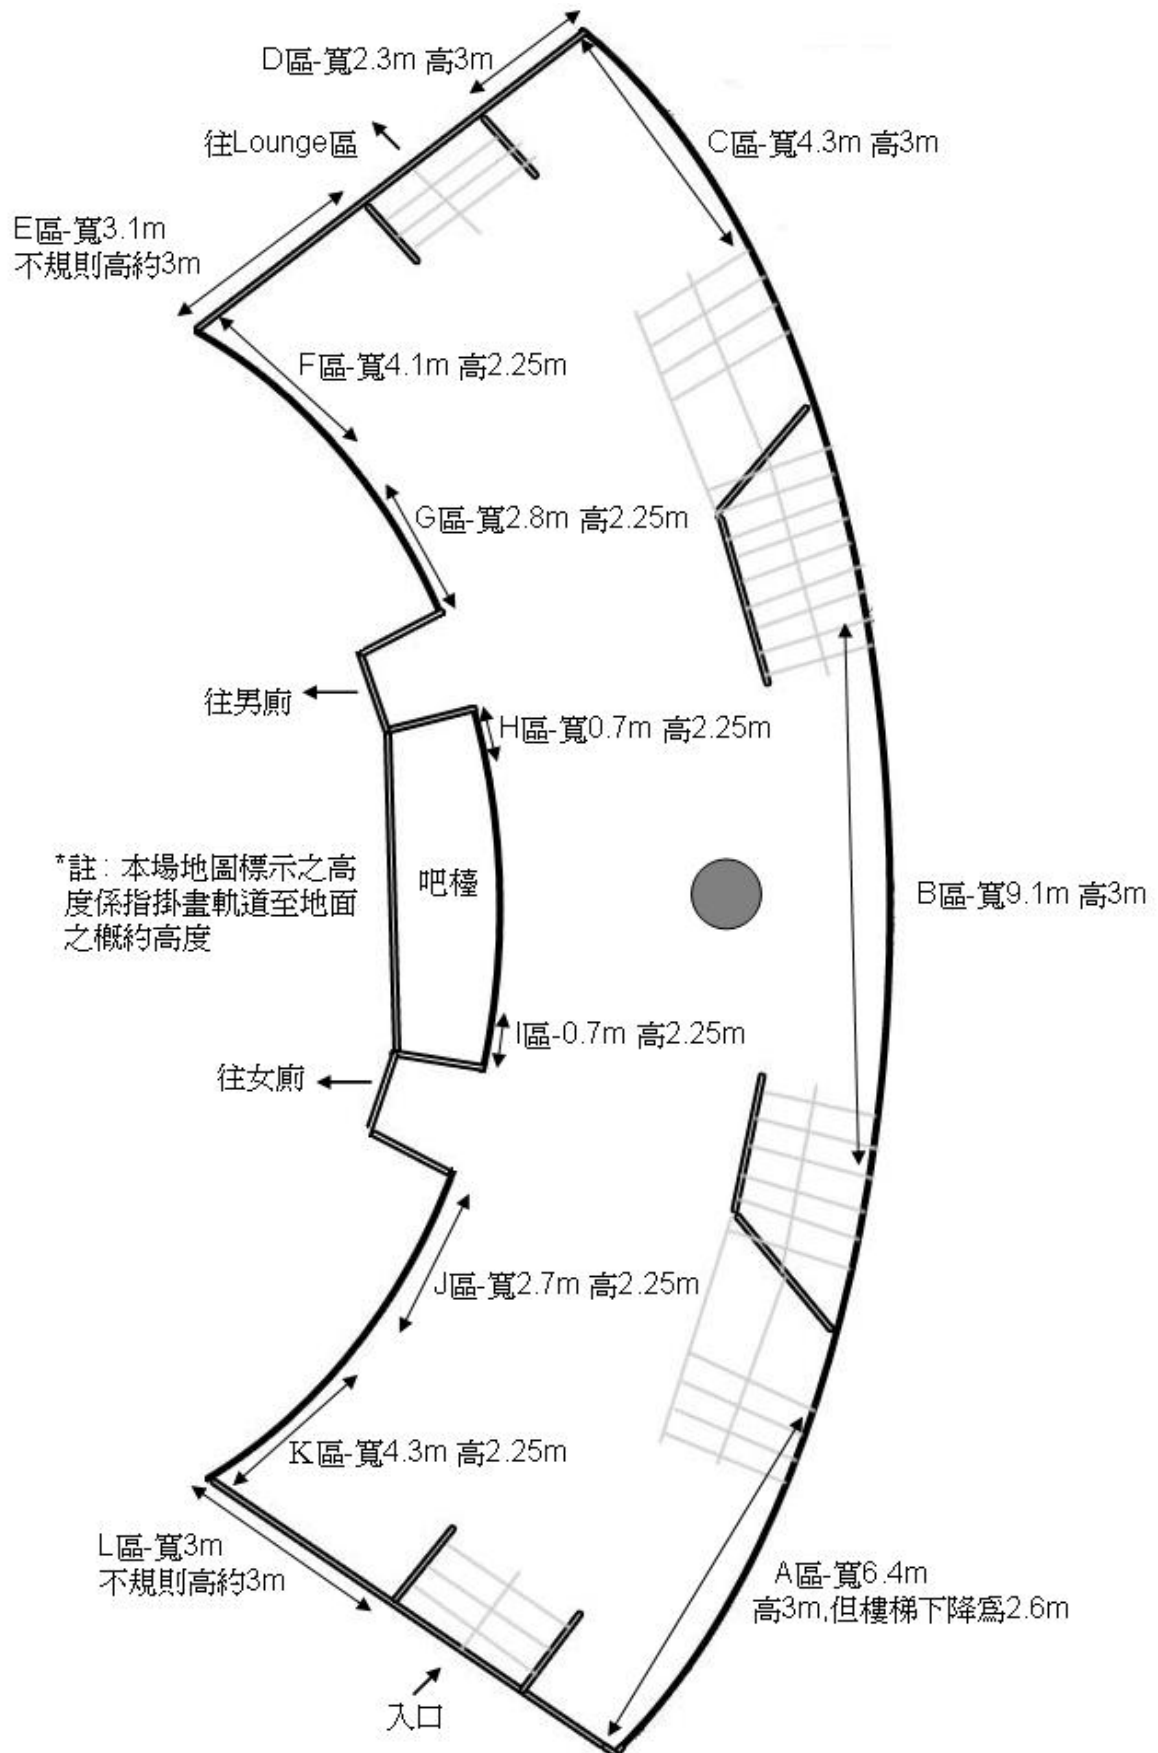 D區-寬2.3m 高3m
往Lounge區
C區-寬4.3m 高3m
E區-寬3.1m
不規則高約3m
F區-寬4.1m 高2.25m
G區-寬2.8m 高2.25m
往男廁
H區-寬0.7m 高2.25m
*註：本場地圖標示之高
度係指掛畫軌道至地面
之概約高度
吧檯
B區-寬9.1m 高3m
I區-0.7m 高2.25m
往女廁
J區-寬2.7m 高2.25m
K區-寬4.3m 高2.25m
L區-寬3m
不規則高約3m
A區-寬6.4m
高3m,但樓梯下降為2.6m
入口